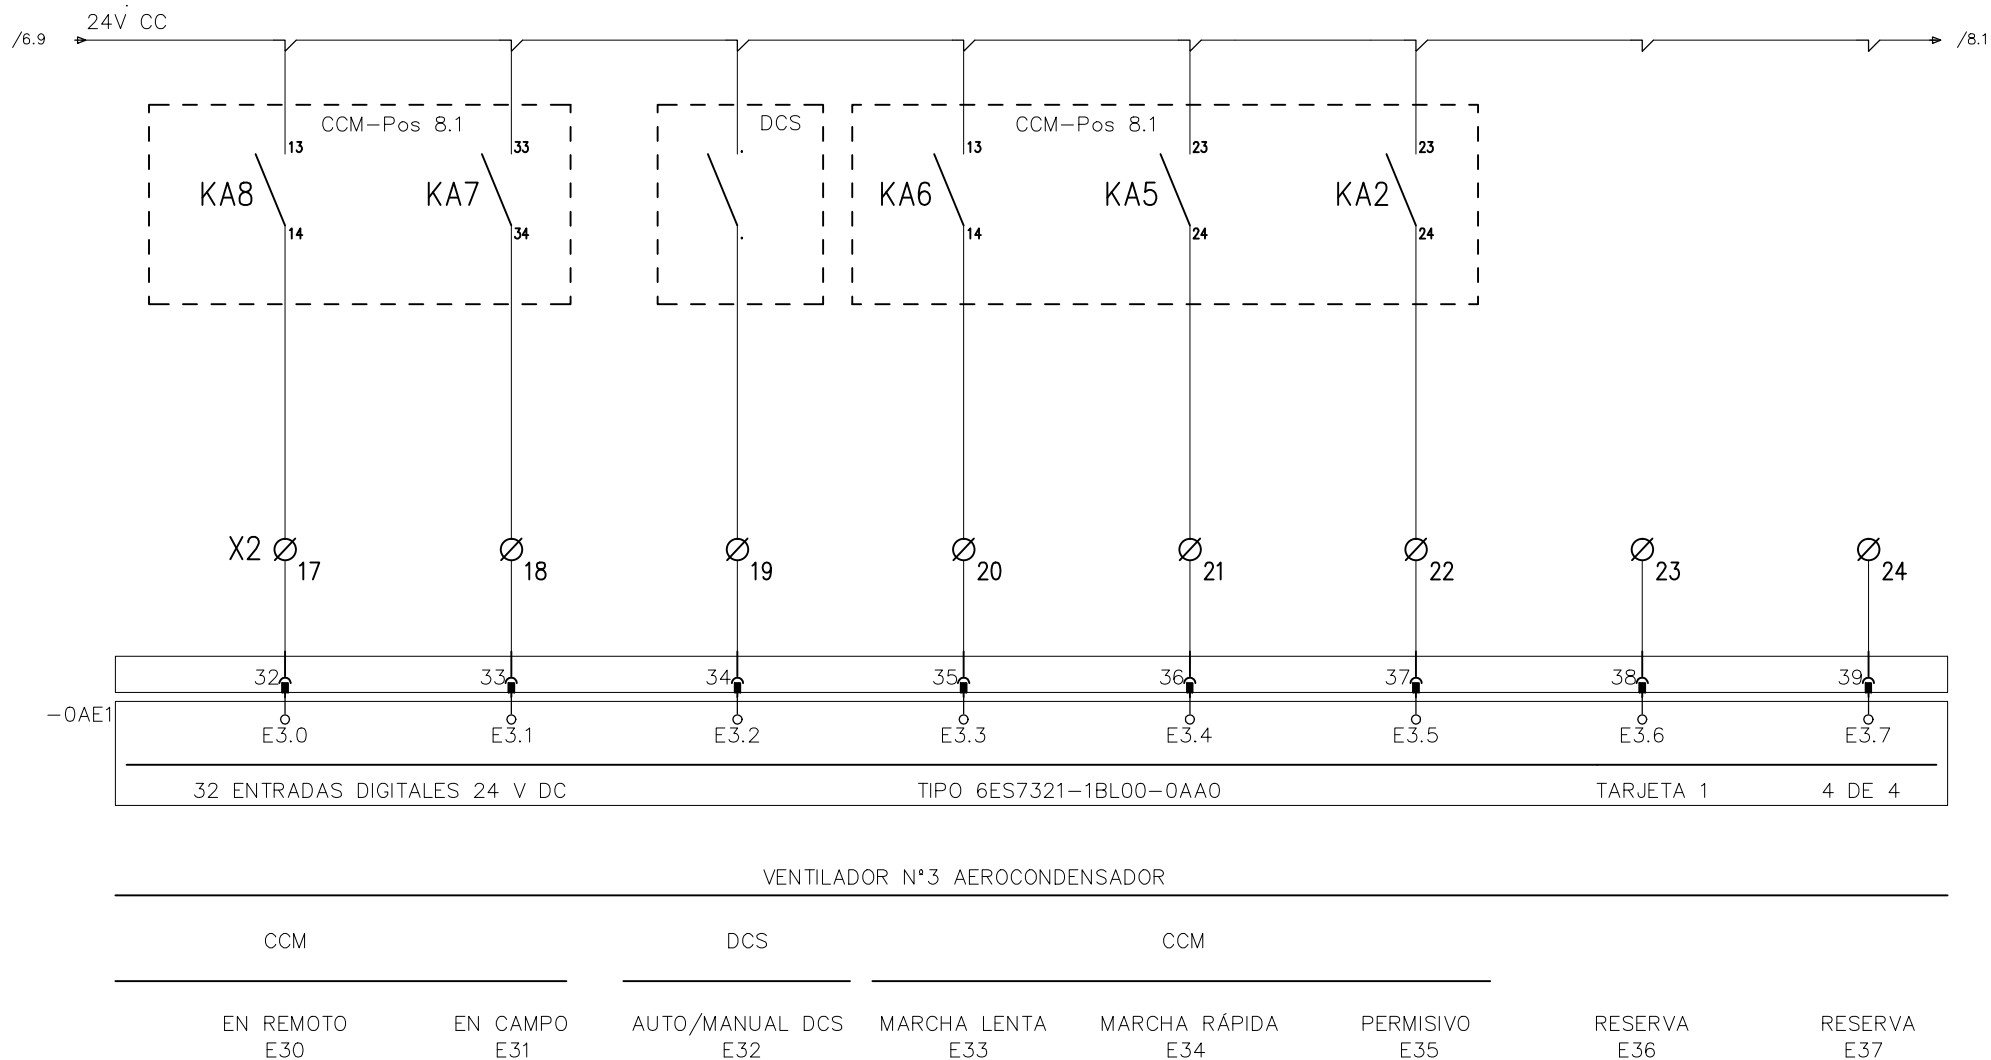 24V CC
/6.9
/8.1
CCM-Pos 8.1
DCS
CCM-Pos 8.1
13 33 . 13 23 23
KA8 KA7 KA6 KA5 KA2
14 34 . 14 24 24
X2
17 18 19 20 21 22 23 24
32 33 34 35 36 37 38 39
-0AE1
E3.0 E3.1 E3.2 E3.3 E3.4 E3.5 E3.6 E3.7
32 ENTRADAS DIGITALES 24 V DC TIPO 6ES7321-1BL00-0AA0 TARJETA 1 4 DE 4
VENTILADOR Nº3 AEROCONDENSADOR
CCM DCS CCM
EN REMOTO EN CAMPO AUTO/MANUAL DCS MARCHA LENTA MARCHA RÁPIDA PERMISIVO RESERVA RESERVA
E30 E31 E32 E33 E34 E35 E36 E37